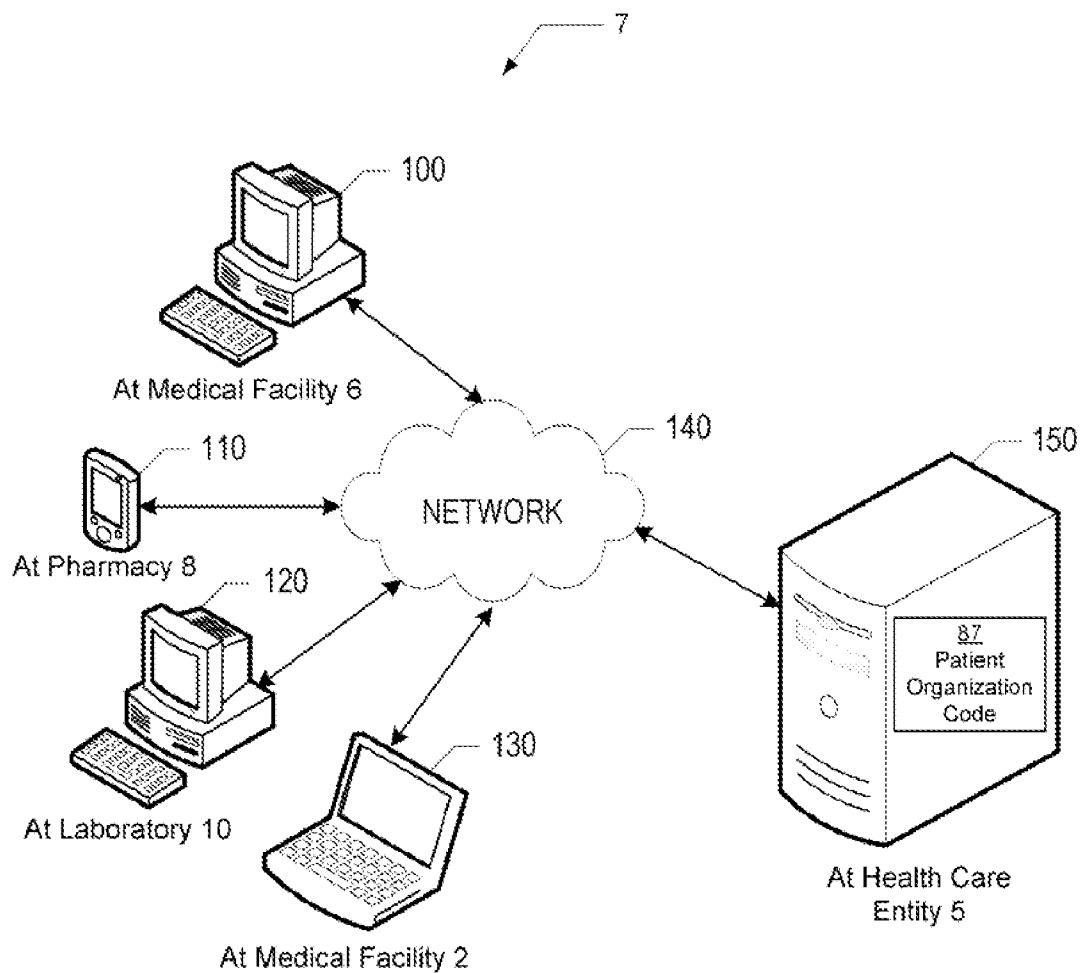 7
100
At Medical Facility 6
110
At Pharmacy 8
140
NETWORK
150
120
At Laboratory 10
87
Patient
Organization
Code
130
At Medical Facility 2
At Health Care
Entity 5